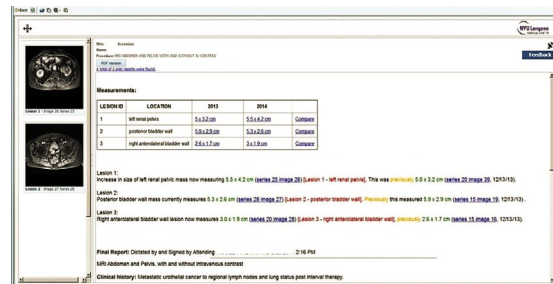 Back
NYU Langone
Feedback
Mrn: Accession
Name:
Procedure: MRI ABDOMEN AND PELVIS WITH AND WITHOUT IV CONTRAS
PDF Version
A total of 2 prior reports were found.
Measurements:
LESION ID LOCATION 2013 2014
1 left renal pelvis 5 x 3.2 cm 5.5 x 4.2 cm Compare
2 posterior bladder wall 5.9 x 2.9 cm 5.3 x 2.6 cm Compare
3 right anterolateral bladder wall 2.6 x 1.7 cm 3 x 1.9 cm Compare
Lesion 1 - Image 26 Series 25
Lesion 2 - Image 27 Series 28
Lesion 1:
Increase in size of left renal pelvic mass now measuring 5.5 x 4.2 cm (series 25 image 26) [Lesion 1 - left renal pelvis]. This was previously 5.0 x 3.2 cm (series 20 image 39, 12/13/13).
Lesion 2:
Posterior bladder wall mass currently measures 5.3 x 2.6 cm (series 28 image 27) [Lesion 2 - posterior bladder wall]. Previously this measured 5.9 x 2.9 cm (series 15 image 19, 12/13/13) .
Lesion 3:
Right anterolateral bladder wall lesion now measures 3.0 x 1.9 cm (series 20 image 28) [Lesion 3 - right anterolateral bladder wall], previously 2.6 x 1.7 cm (series 15 image 16, 12/13/13).
Final Report: Dictated by and Signed by Attending 2:16 PM
MRI Abdomen and Pelvis, with and without intravenous contrast
Clinical history: Metastatic urothelial cancer to regional lymph nodes and lung status post interval therapy.